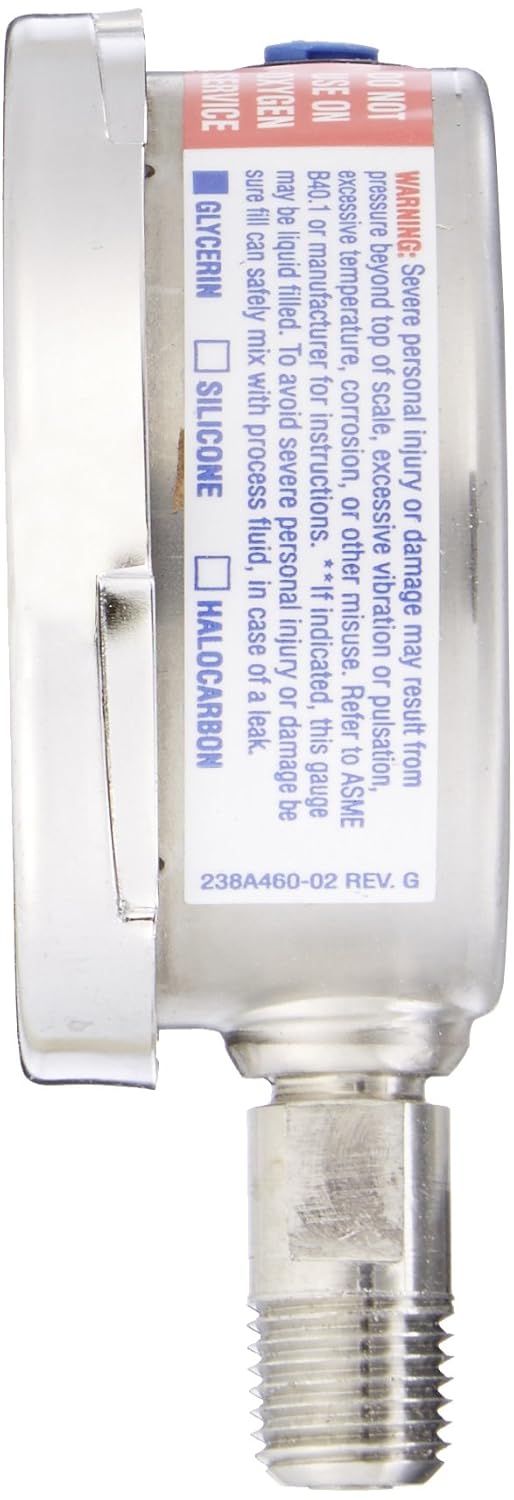 DO NOT
USE ON
OXYGEN
SERVICE
WARNING: Severe personal injury or damage may result from
pressure beyond top of scale, excessive vibration or pulsation,
excessive temperature, corrosion, or other misuse. Refer to ASME
B40.1 or manufacturer for instructions. **If indicated, this gauge
may be liquid filled. To avoid severe personal injury or damage be
sure fill can safely mix with process fluid, in case of a leak.
GLYCERIN SILICONE HALOCARBON
238A460-02 REV. G